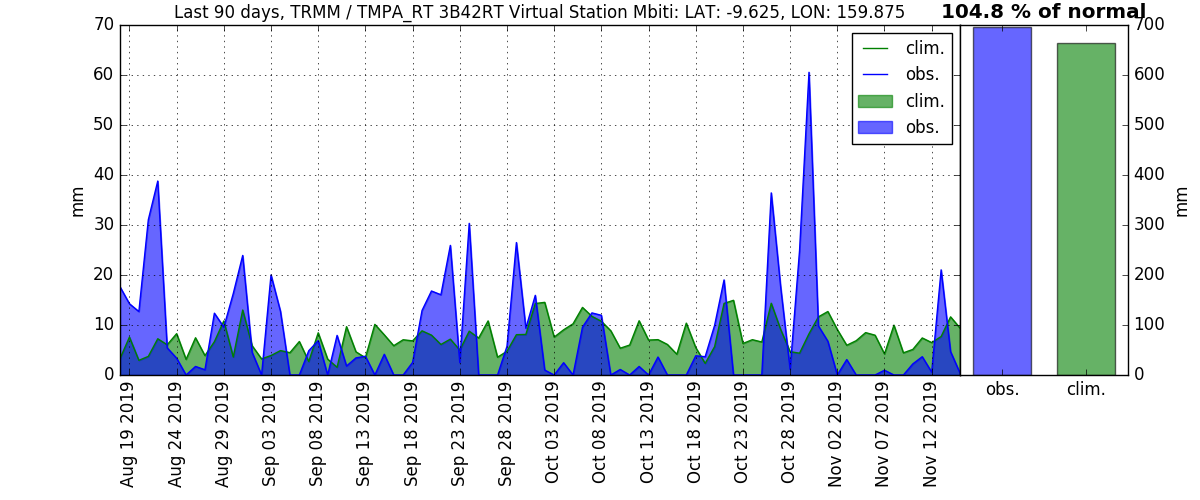 Last 90 days, TRMM / TMPA_RT 3B42RT Virtual Station Mbiti: LAT: -9.625, LON: 159.875
104.8 % of normal
70
60
50
40
30
20
10
0
mm
clim.
obs.
clim.
obs.
700
600
500
400
300
200
100
0
mm
Aug 19 2019
Aug 24 2019
Aug 29 2019
Sep 03 2019
Sep 08 2019
Sep 13 2019
Sep 18 2019
Sep 23 2019
Sep 28 2019
Oct 03 2019
Oct 08 2019
Oct 13 2019
Oct 18 2019
Oct 23 2019
Oct 28 2019
Nov 02 2019
Nov 07 2019
Nov 12 2019
obs.
clim.